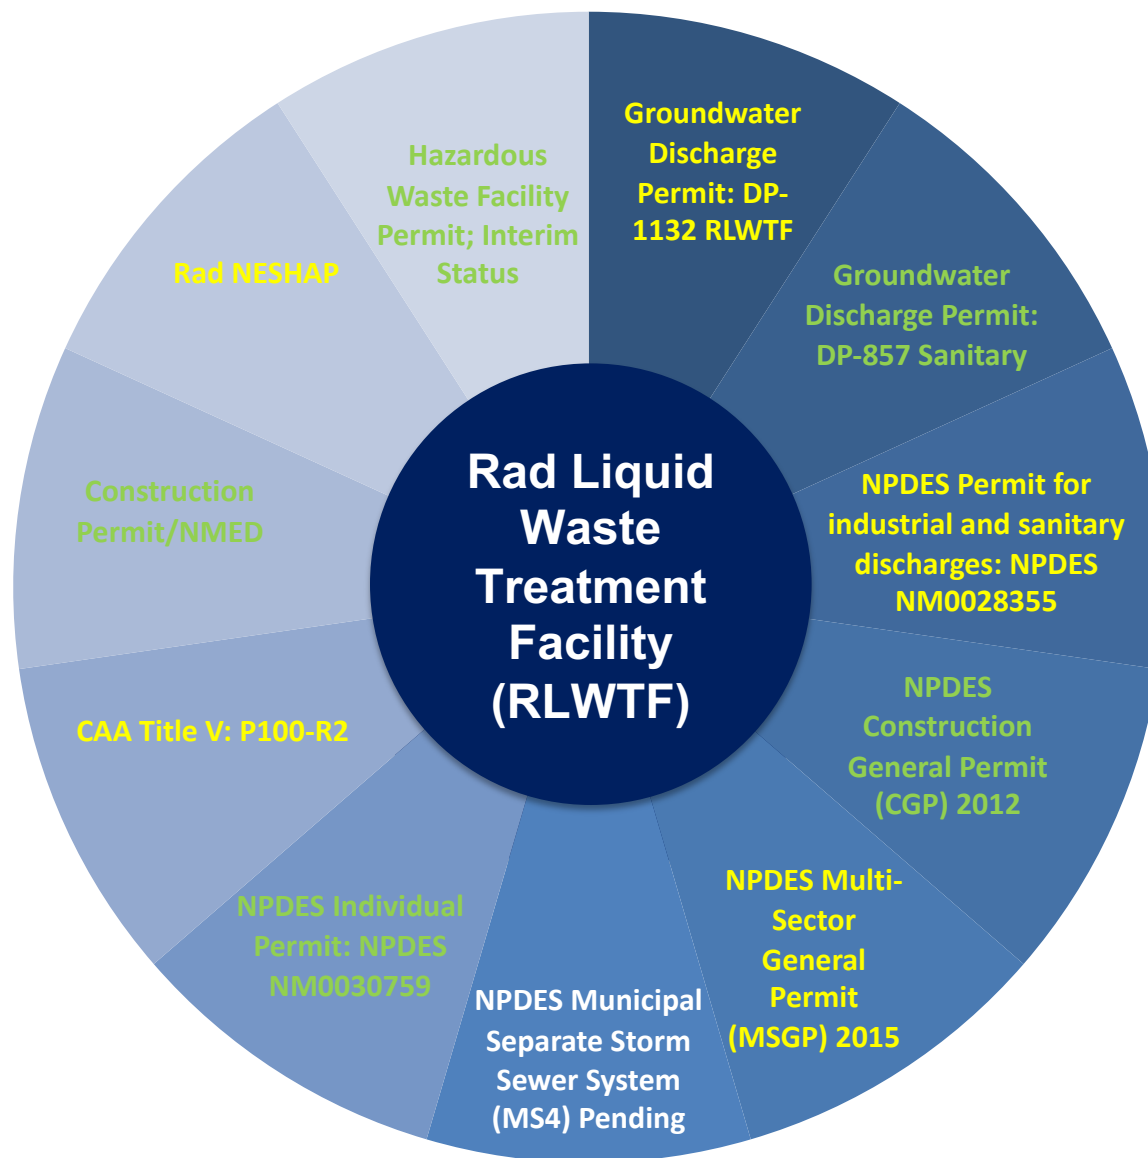 Groundwater
Discharge
Permit: DP-
1132 RLWTF
Groundwater
Discharge Permit:
DP-857 Sanitary
NPDES Permit for
industrial and sanitary
discharges: NPDES
NM0028355
NPDES
Construction
General Permit
(CGP) 2012
NPDES Multi-
Sector
General
Permit
(MSGP) 2015
NPDES Municipal
Separate Storm
Sewer System
(MS4) Pending
NPDES Individual
Permit: NPDES
NM0030759
CAA Title V: P100-R2
Construction
Permit/NMED
Rad NESHAP
Hazardous
Waste Facility
Permit; Interim
Status
Rad Liquid
Waste
Treatment
Facility
(RLWTF)